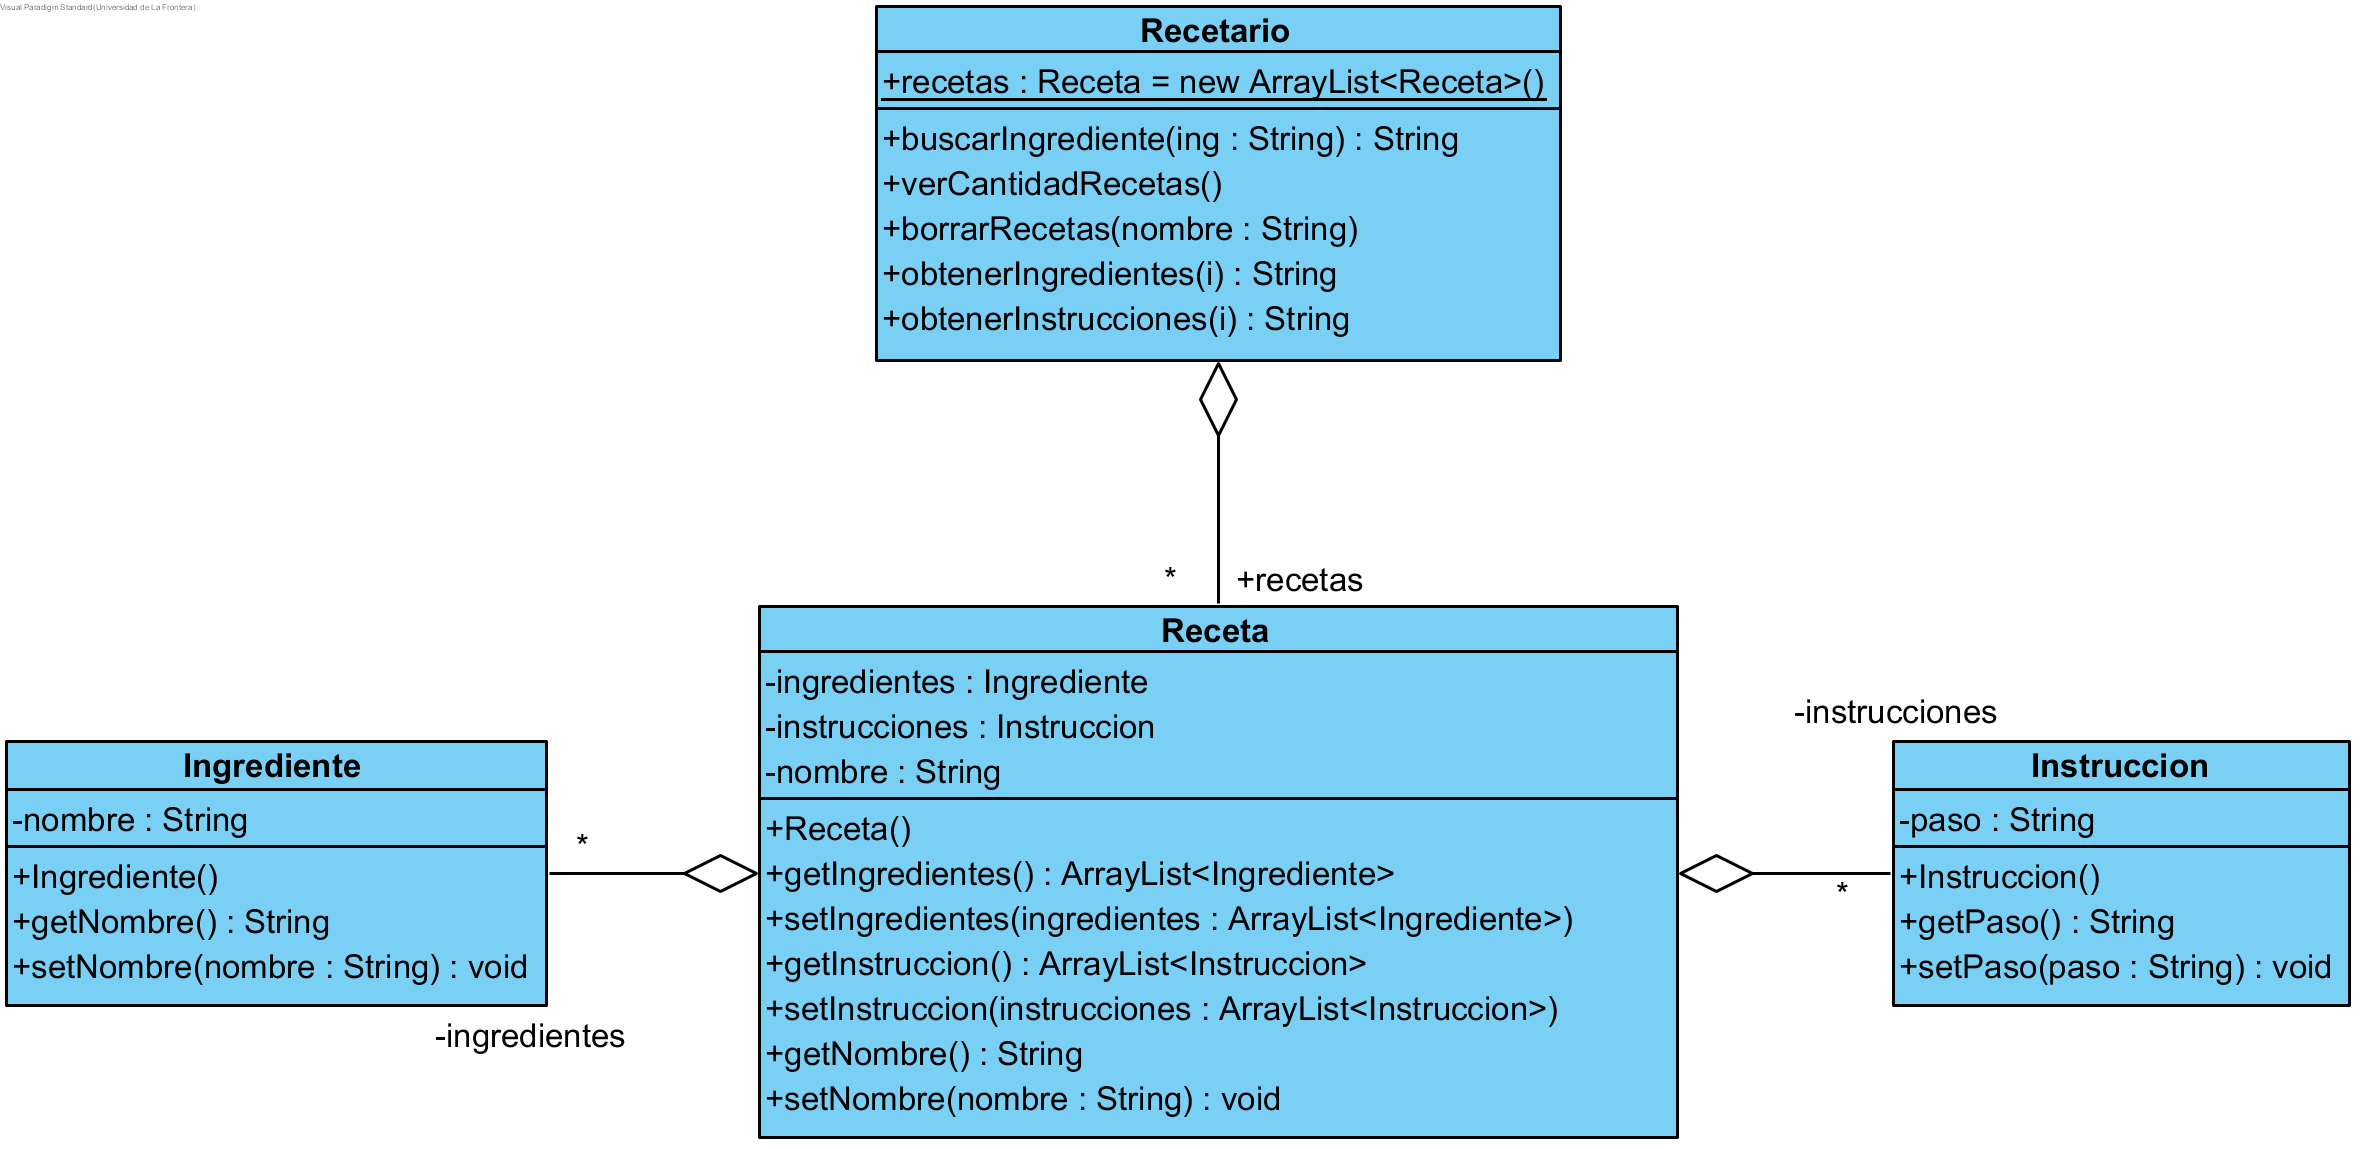 Visual Paradigm Standard(Universidad de La Frontera)
Recetario
+recetas : Receta = new ArrayList<Receta>()
+buscarIngrediente(ing : String) : String
+verCantidadRecetas()
+borrarRecetas(nombre : String)
+obtenerIngredientes(i) : String
+obtenerInstrucciones(i) : String
* +recetas
Receta
-ingredientes : Ingrediente
-instrucciones : Instruccion
-nombre : String
+Receta()
+getIngredientes() : ArrayList<Ingrediente>
+setIngredientes(ingredientes : ArrayList<Ingrediente>)
+getInstruccion() : ArrayList<Instruccion>
+setInstruccion(instrucciones : ArrayList<Instruccion>)
+getNombre() : String
+setNombre(nombre : String) : void
Ingrediente
-nombre : String
+Ingrediente()
+getNombre() : String
+setNombre(nombre : String) : void
*
-ingredientes
-instrucciones
Instruccion
-paso : String
+Instruccion()
+getPaso() : String
+setPaso(paso : String) : void
*